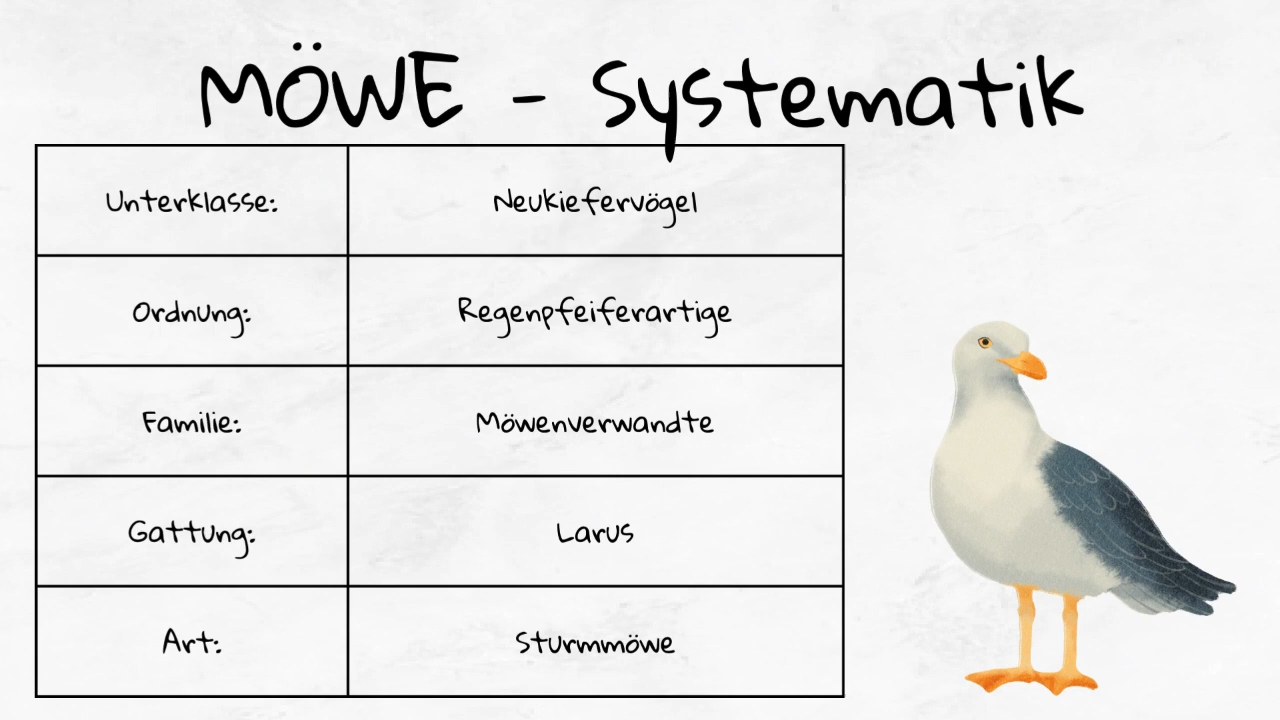 MÖWE - Systematik
Unterklasse: Neukiefervögel
Ordnung: Regenpfeiferartige
Familie: Möwenverwandte
Gattung: Larus
Art: Sturmmöwe